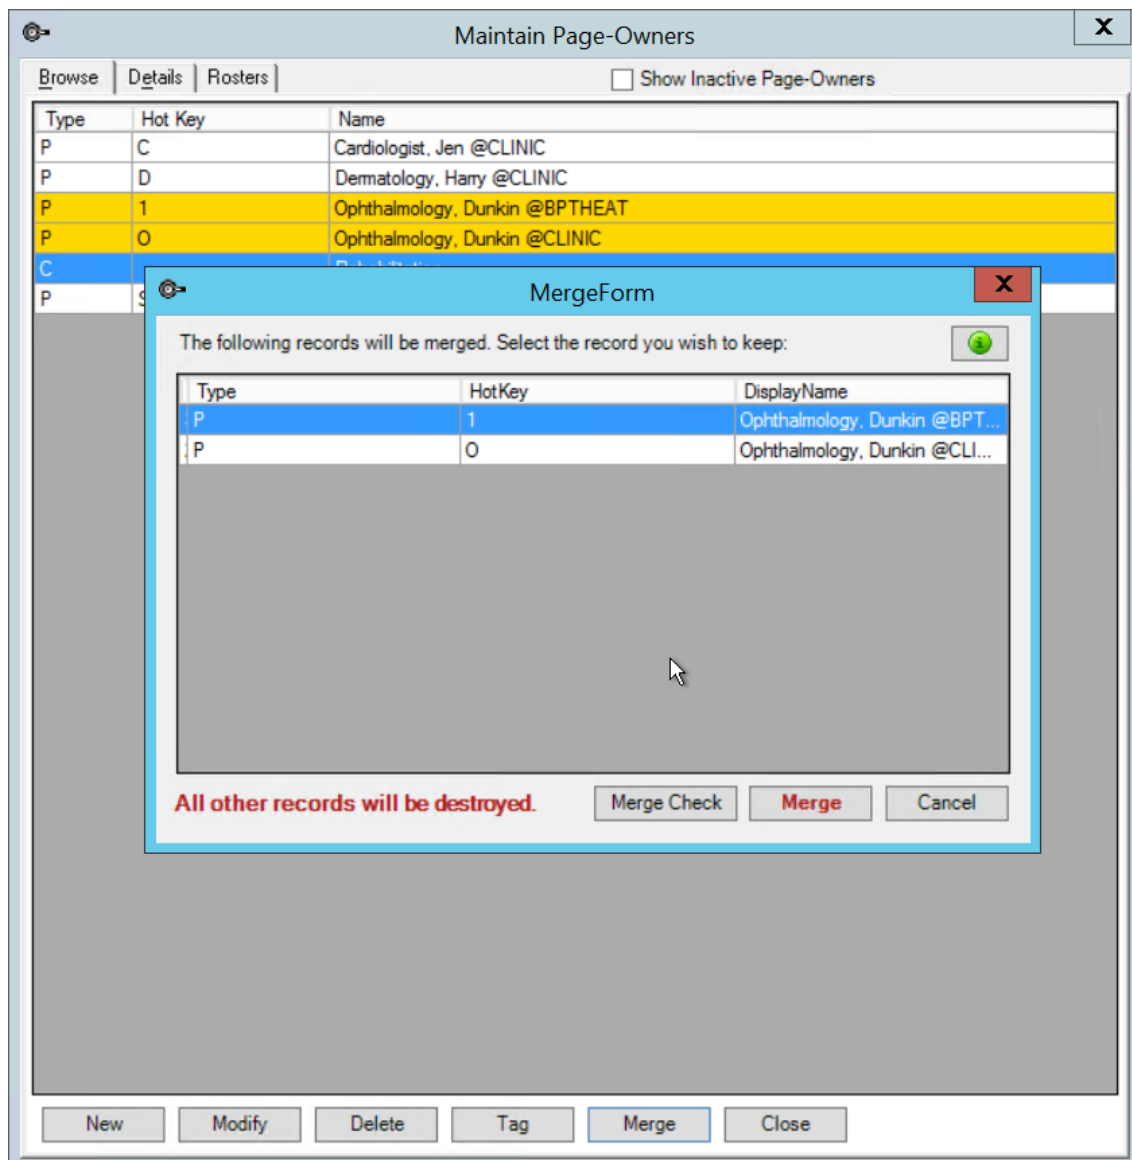 Maintain Page-Owners X
Browse Details Rosters Show Inactive Page-Owners
Type Hot Key Name
P C Cardiologist, Jen @CLINIC
P D Dermatology, Harry @CLINIC
P 1 Ophthalmology, Dunkin @BPTHEAT
P O Ophthalmology, Dunkin @CLINIC
C
P
MergeForm X
The following records will be merged. Select the record you wish to keep:
Type HotKey DisplayName
P 1 Ophthalmology, Dunkin @BPT...
P O Ophthalmology, Dunkin @CLI...
All other records will be destroyed. Merge Check Merge Cancel
New Modify Delete Tag Merge Close